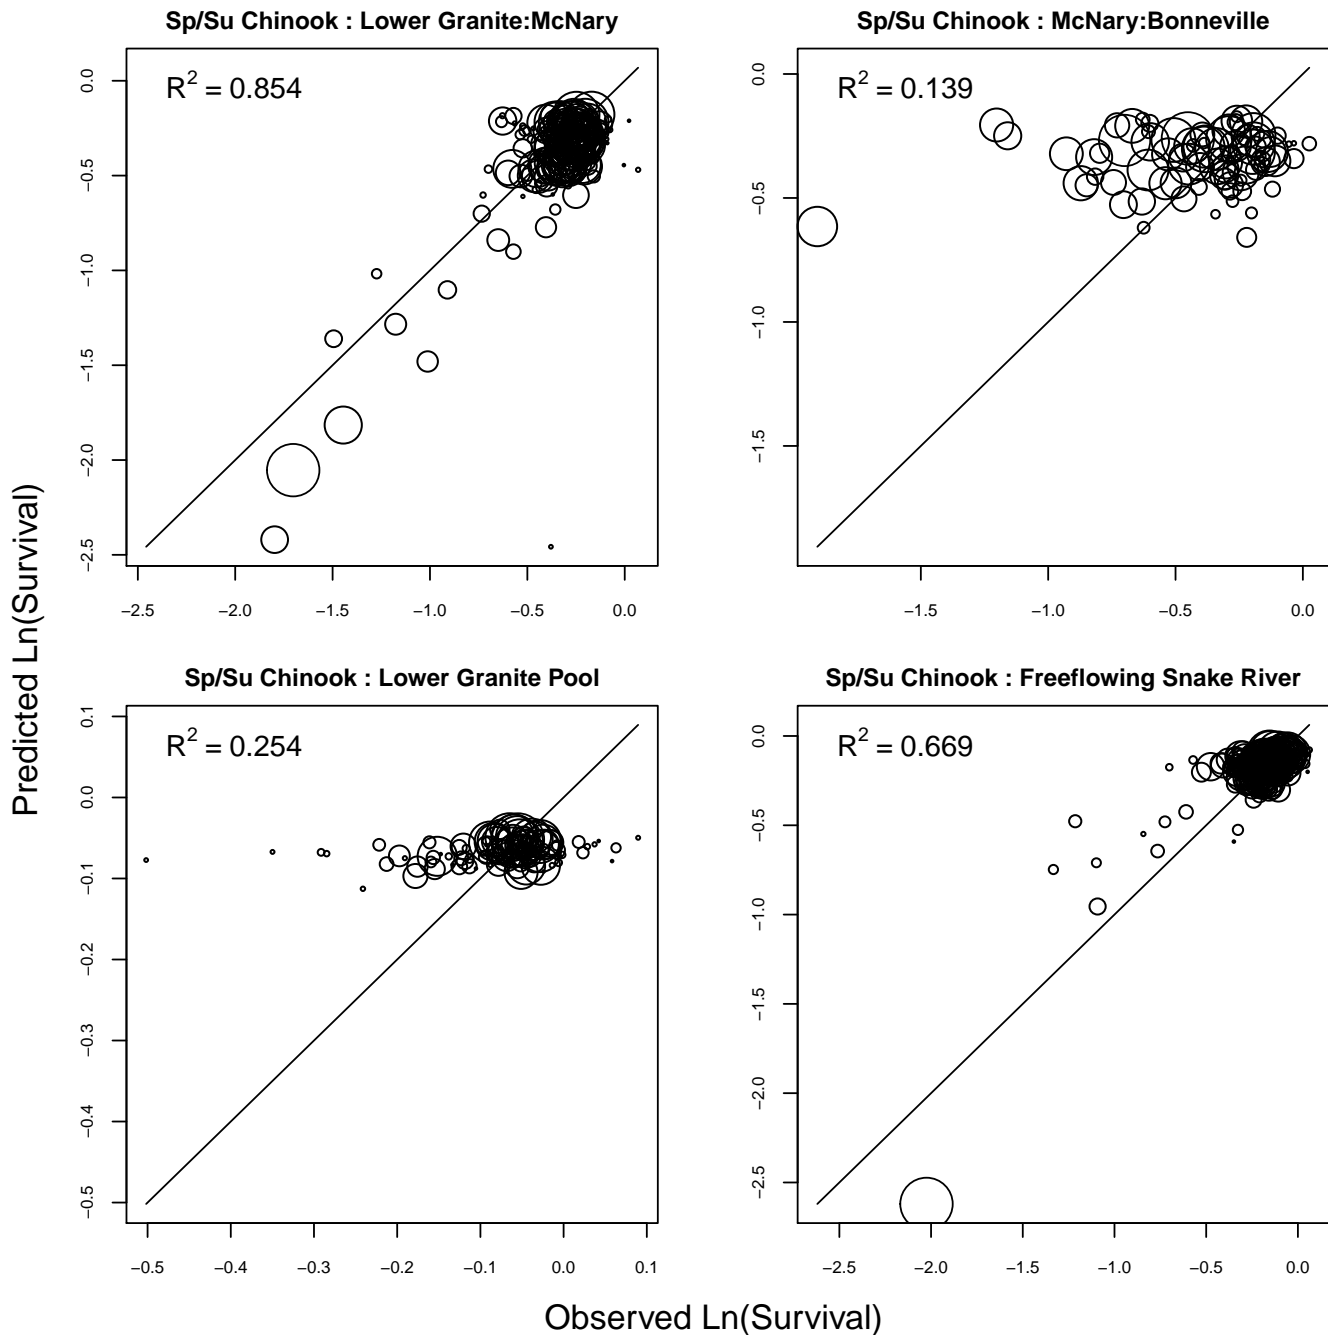 Sp/Su Chinook : Lower Granite:McNary
R² = 0.854
0.0
−0.5
−1.0
−1.5
−2.0
−2.5
−2.5 −2.0 −1.5 −1.0 −0.5 0.0
Sp/Su Chinook : McNary:Bonneville
R² = 0.139
0.0
−0.5
−1.0
−1.5
−1.5 −1.0 −0.5 0.0
Predicted Ln(Survival)
Sp/Su Chinook : Lower Granite Pool
R² = 0.254
0.1
0.0
−0.1
−0.2
−0.3
−0.4
−0.5
−0.5 −0.4 −0.3 −0.2 −0.1 0.0 0.1
Sp/Su Chinook : Freeflowing Snake River
R² = 0.669
0.0
−0.5
−1.0
−1.5
−2.0
−2.5
−2.5 −2.0 −1.5 −1.0 −0.5 0.0
Observed Ln(Survival)